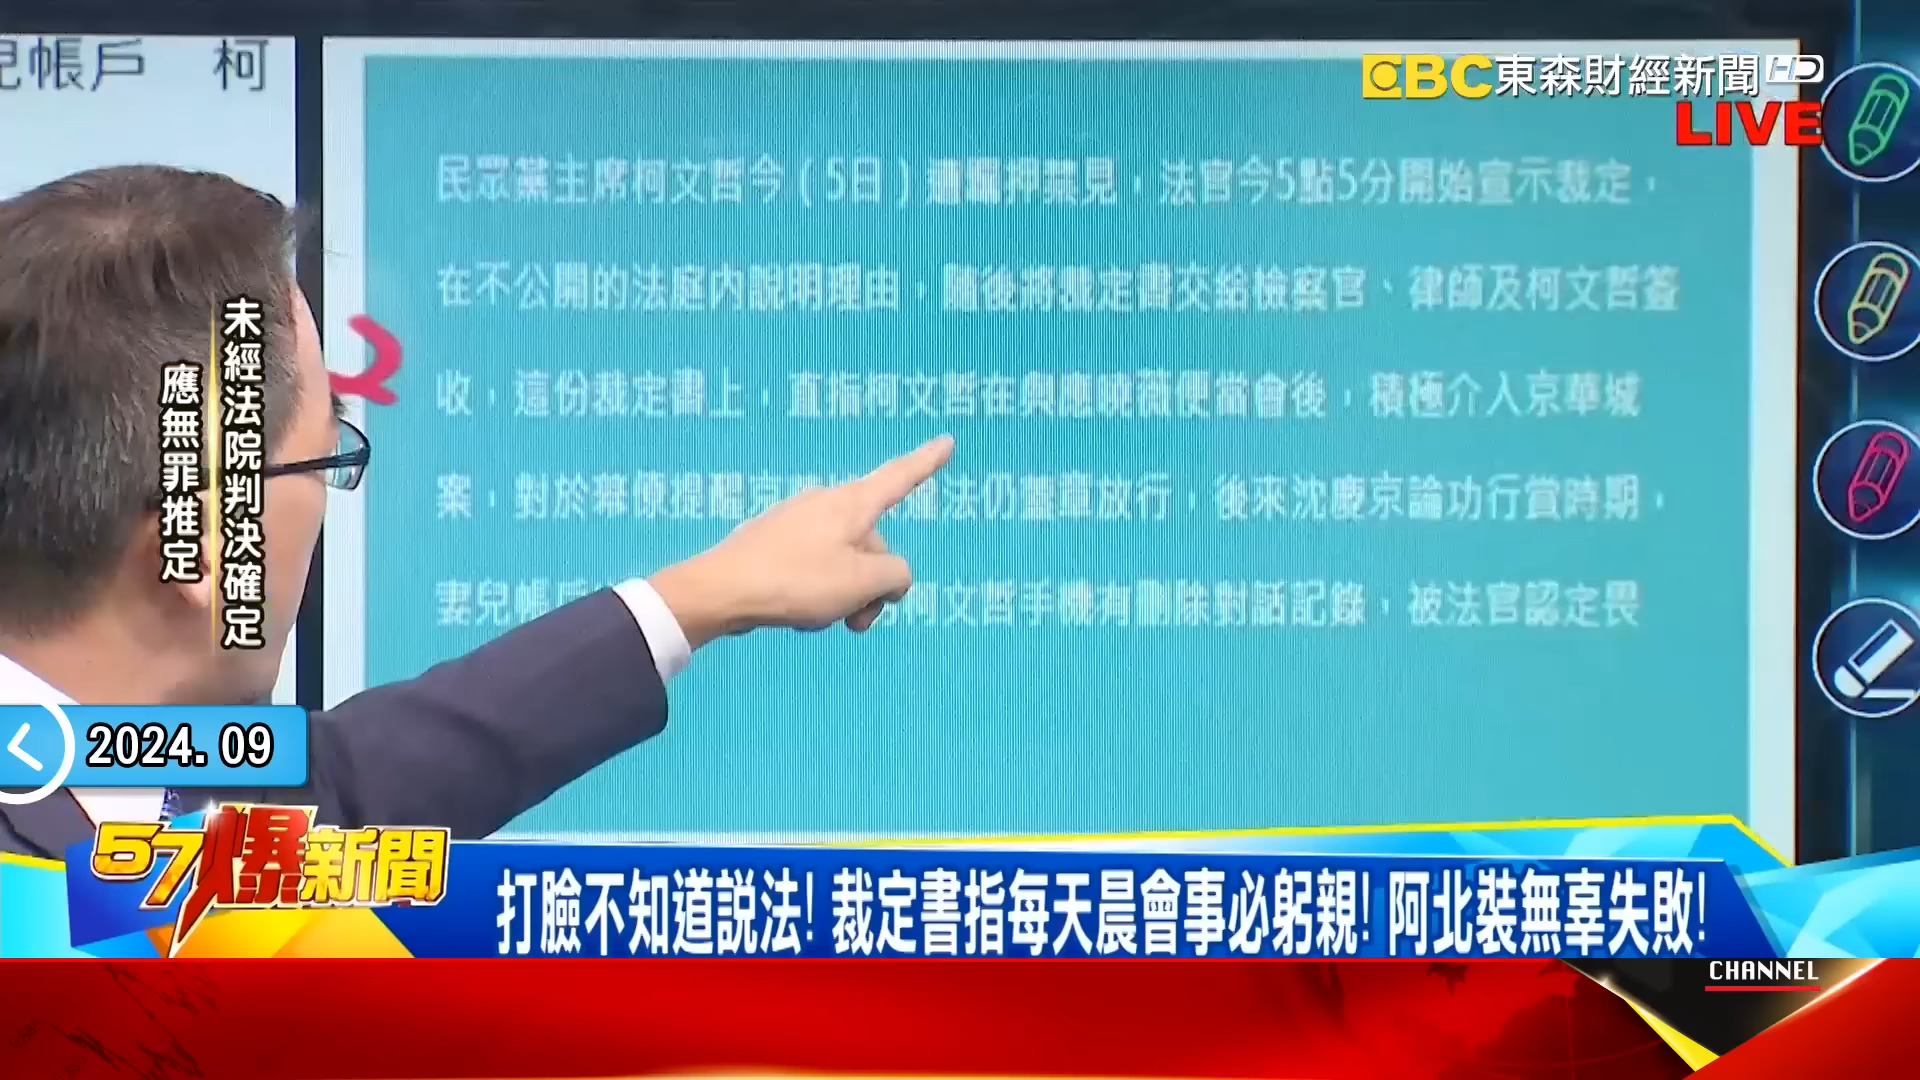 兒帳戶 柯
EBC東森財經新聞HD
LIVE
民眾黨主席柯文哲今(5日)遭羈押禁見,法官今5點5分開始宣示裁定,
在不公開的法庭內說明理由,隨後將裁定書交給檢察官、律師及柯文哲簽
收,這份裁定書上,直指柯文哲在與應曉薇便當會後,積極介入京華城
案,對於幕僚提醒京 違法仍蓋章放行,後來沈慶京論功行賞時期,
妻兒帳戶 柯文哲手機有刪除對話記錄,被法官認定畏
2
未經法院判決確定
應無罪推定
2024.09
57爆新聞
打臉不知道說法! 裁定書指每天晨會事必躬親! 阿北裝無辜失敗!
CHANNEL